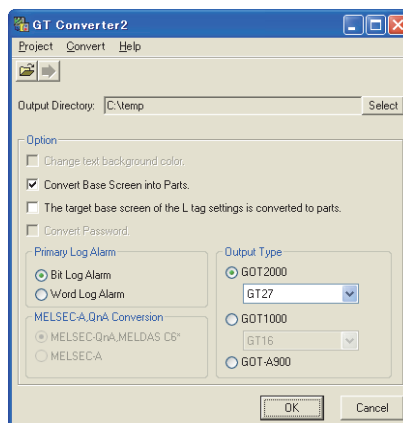 GT Converter2
Project Convert Help
Output Directory: C:\temp Select
Option
Change text background color.
Convert Base Screen into Parts.
The target base screen of the L tag settings is converted to parts.
Convert Password.
Primary Log Alarm
Bit Log Alarm
Word Log Alarm
MELSEC-A,QnA Conversion
MELSEC-QnA,MELDAS C6*
MELSEC-A
Output Type
GOT2000
GT27
GOT1000
GT16
GOT-A900
OK Cancel